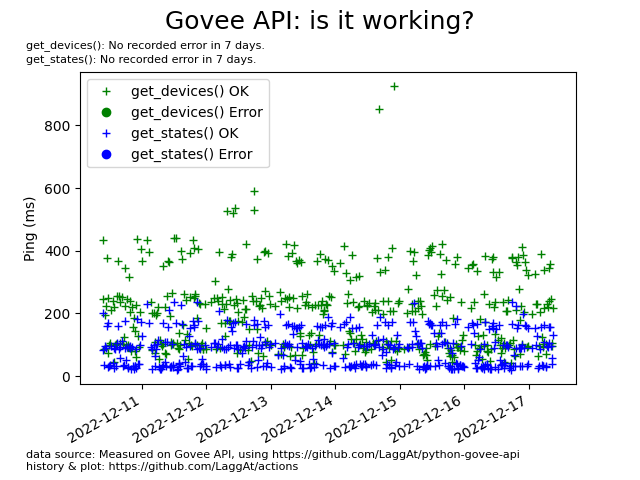 Govee API: is it working?
get_devices(): No recorded error in 7 days.
get_states(): No recorded error in 7 days.
get_devices() OK
get_devices() Error
get_states() OK
get_states() Error
Ping (ms)
800
600
400
200
0
2022-12-11
2022-12-12
2022-12-13
2022-12-14
2022-12-15
2022-12-16
2022-12-17
data source: Measured on Govee API, using https://github.com/LaggAt/python-govee-api
history & plot: https://github.com/LaggAt/actions